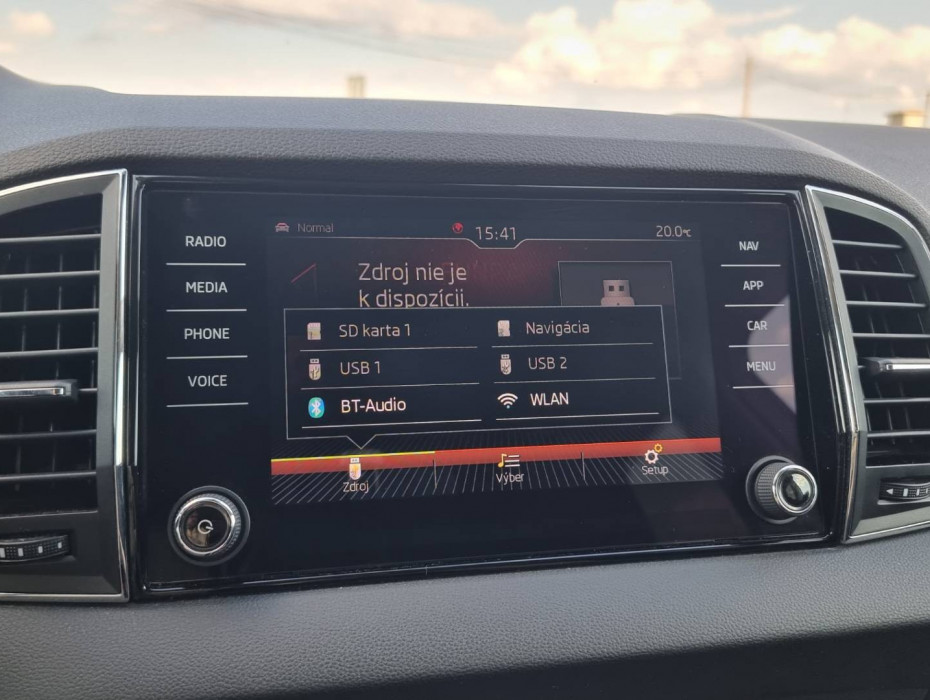 RADIO
MEDIA
PHONE
VOICE
Normal
15:41
20.0°C
Zdroj nie je
k dispozícii.
SD karta 1
Navigácia
USB 1
USB 2
BT-Audio
WLAN
Zdroj
Výber
Setup
NAV
APP
CAR
MENU